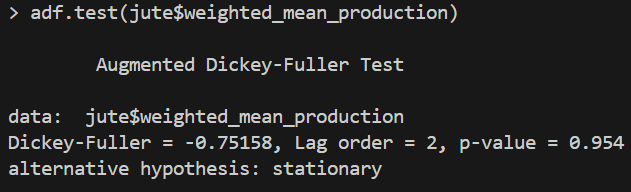 > adf.test(jute$weighted_mean_production)
Augmented Dickey-Fuller Test
data:  jute$weighted_mean_production
Dickey-Fuller = -0.75158, Lag order = 2, p-value = 0.954
alternative hypothesis: stationary